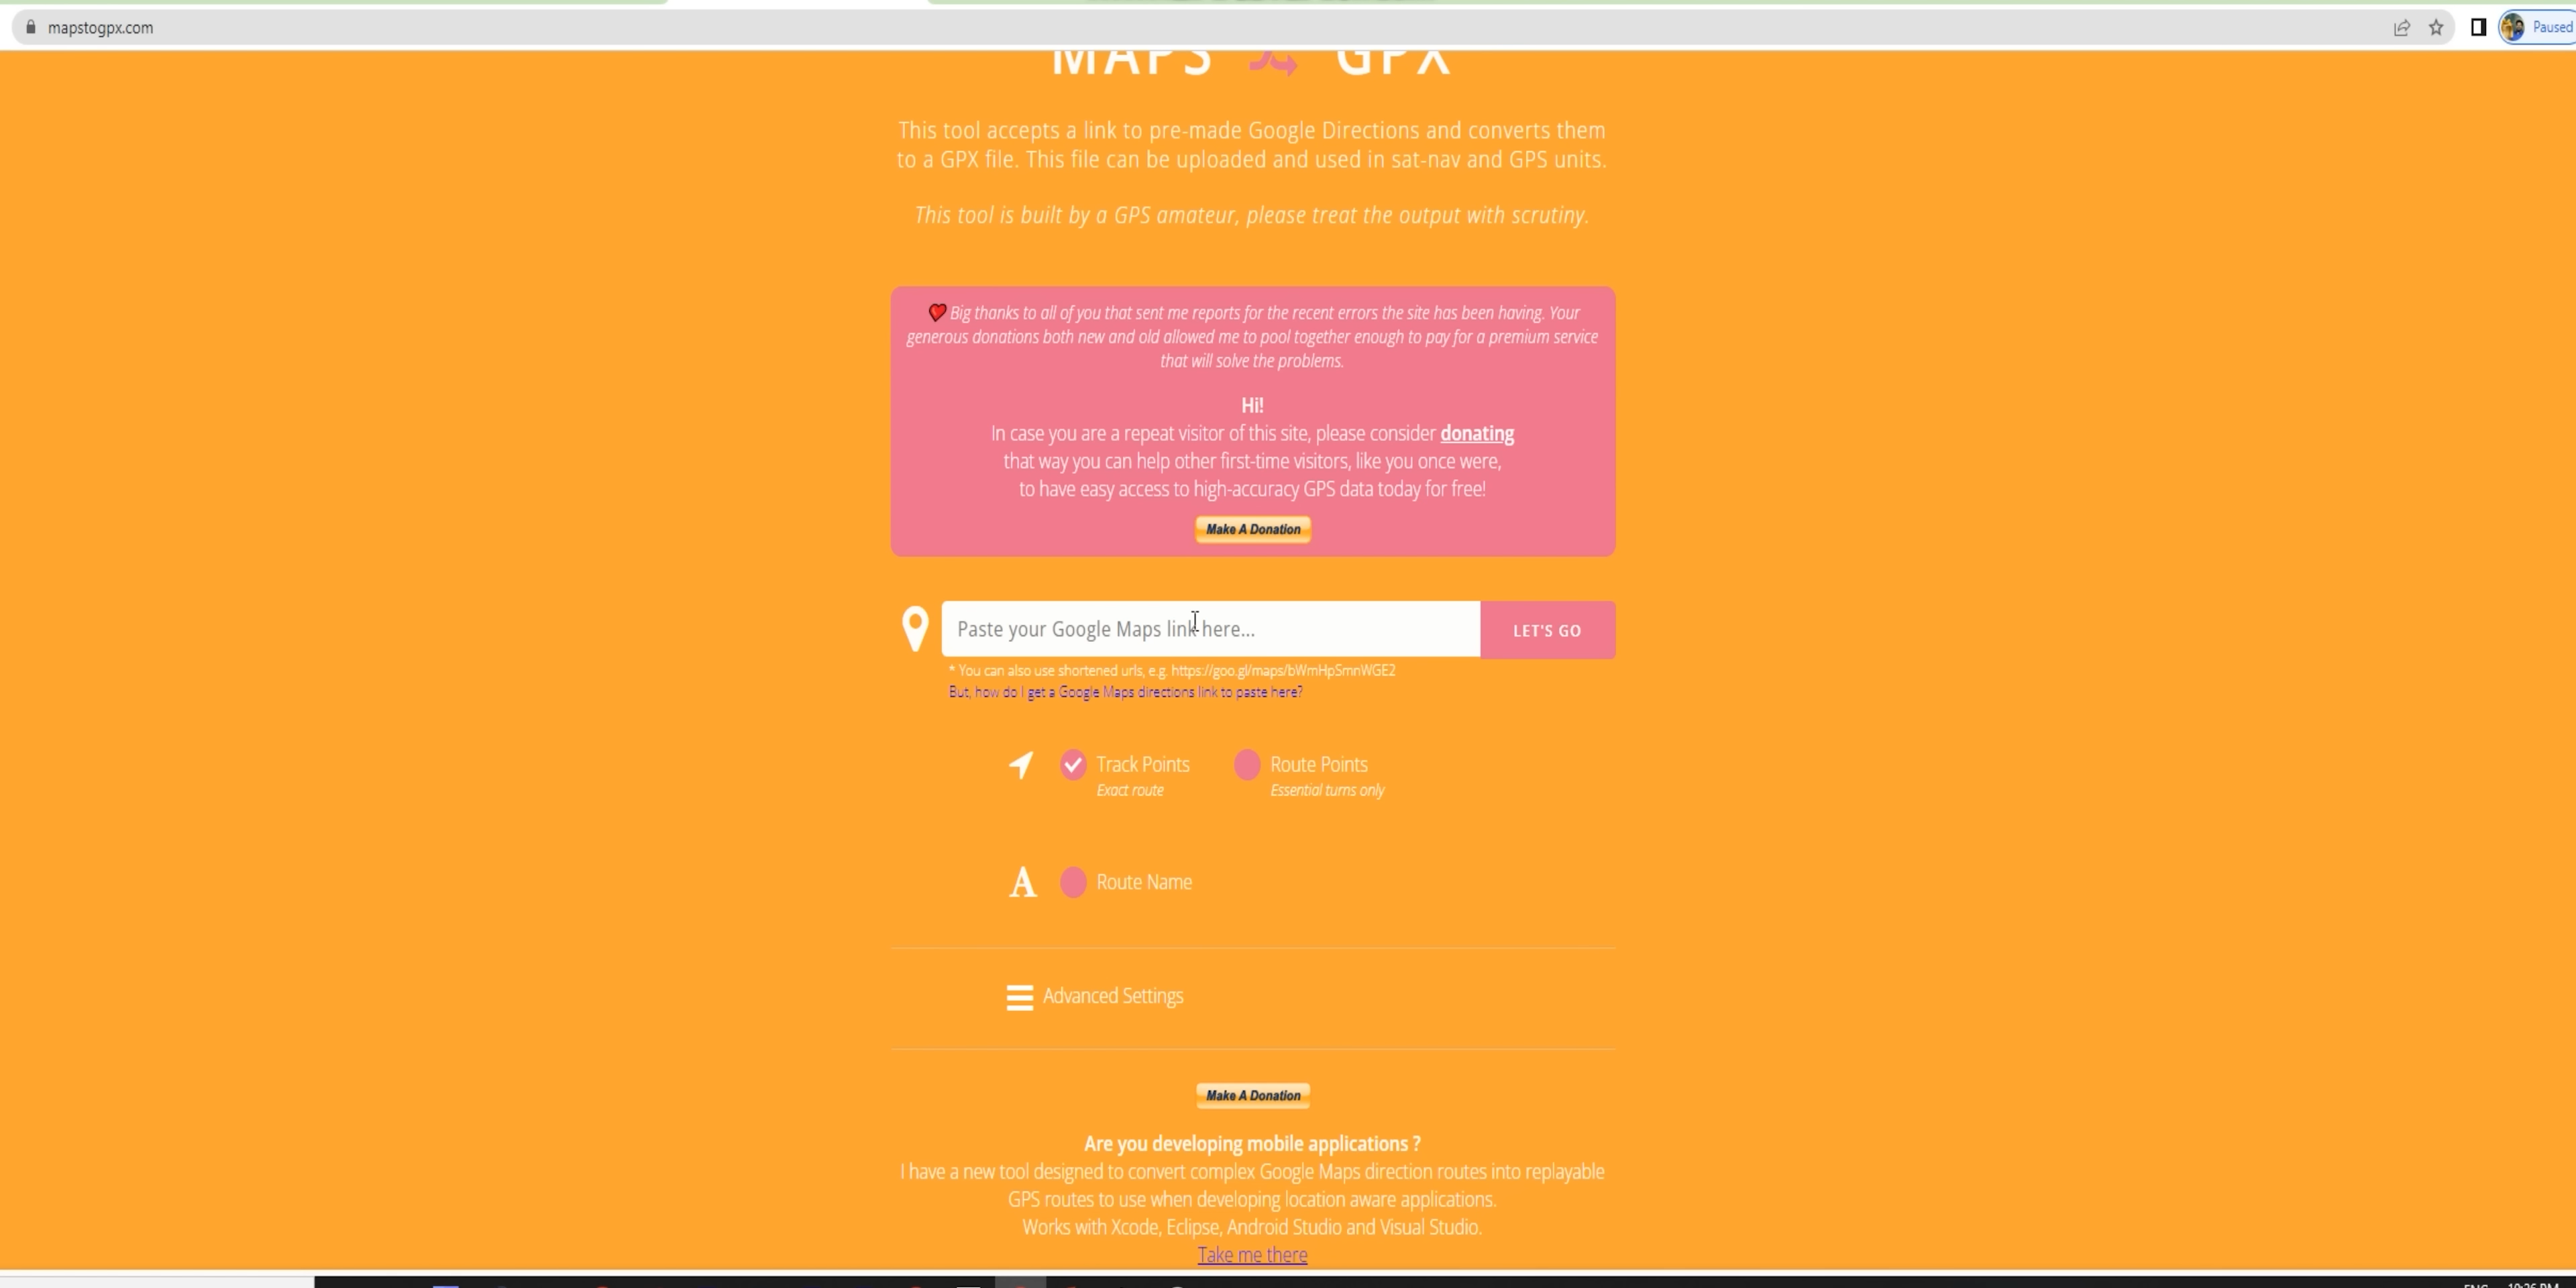 mapstogpx.com
Paused
MAPS GPX
This tool accepts a link to pre-made Google Directions and converts them
to a GPX file. This file can be uploaded and used in sat-nav and GPS units.
This tool is built by a GPS amateur, please treat the output with scrutiny.
Big thanks to all of you that sent me reports for the recent errors the site has been having. Your
generous donations both new and old allowed me to pool together enough to pay for a premium service
that will solve the problems.
Hi!
In case you are a repeat visitor of this site, please consider donating
that way you can help other first-time visitors, like you once were,
to have easy access to high-accuracy GPS data today for free!
Make A Donation
Paste your Google Maps link here...
LET'S GO
* You can also use shortened urls, e.g. https://goo.gl/maps/bWmHpSmnWGE2
But, how do I get a Google Maps directions link to paste here?
Track Points
Route Points
Exact route
Essential turns only
A Route Name
Advanced Settings
Make A Donation
Are you developing mobile applications ?
I have a new tool designed to convert complex Google Maps direction routes into replayable
GPS routes to use when developing location aware applications.
Works with Xcode, Eclipse, Android Studio and Visual Studio.
Take me there